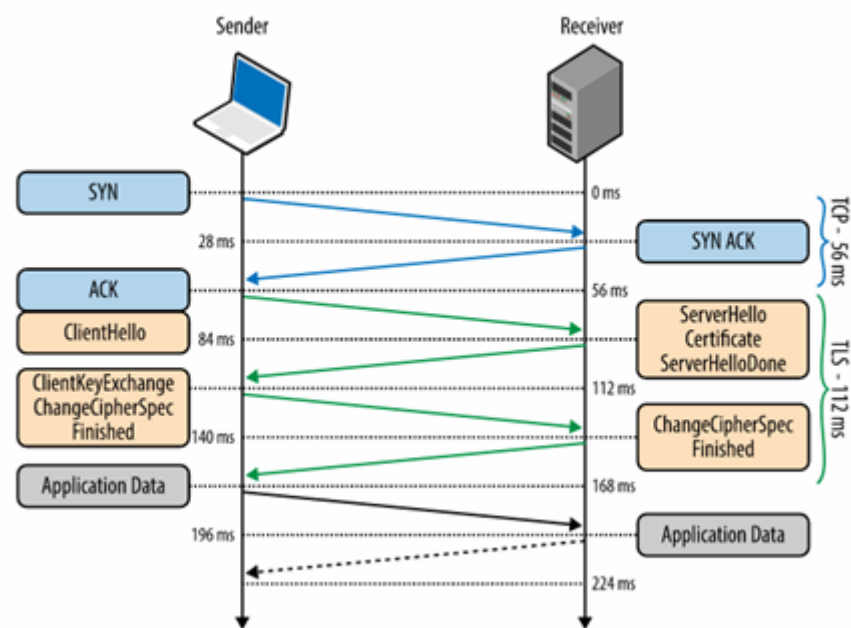 Sender
Receiver
SYN
0 ms
28 ms
SYN ACK
TCP - 56 ms
ACK
56 ms
ClientHello
84 ms
ServerHello
Certificate
ServerHelloDone
TLS - 112 ms
ClientKeyExchange
ChangeCipherSpec
Finished
112 ms
140 ms
ChangeCipherSpec
Finished
Application Data
168 ms
196 ms
Application Data
224 ms